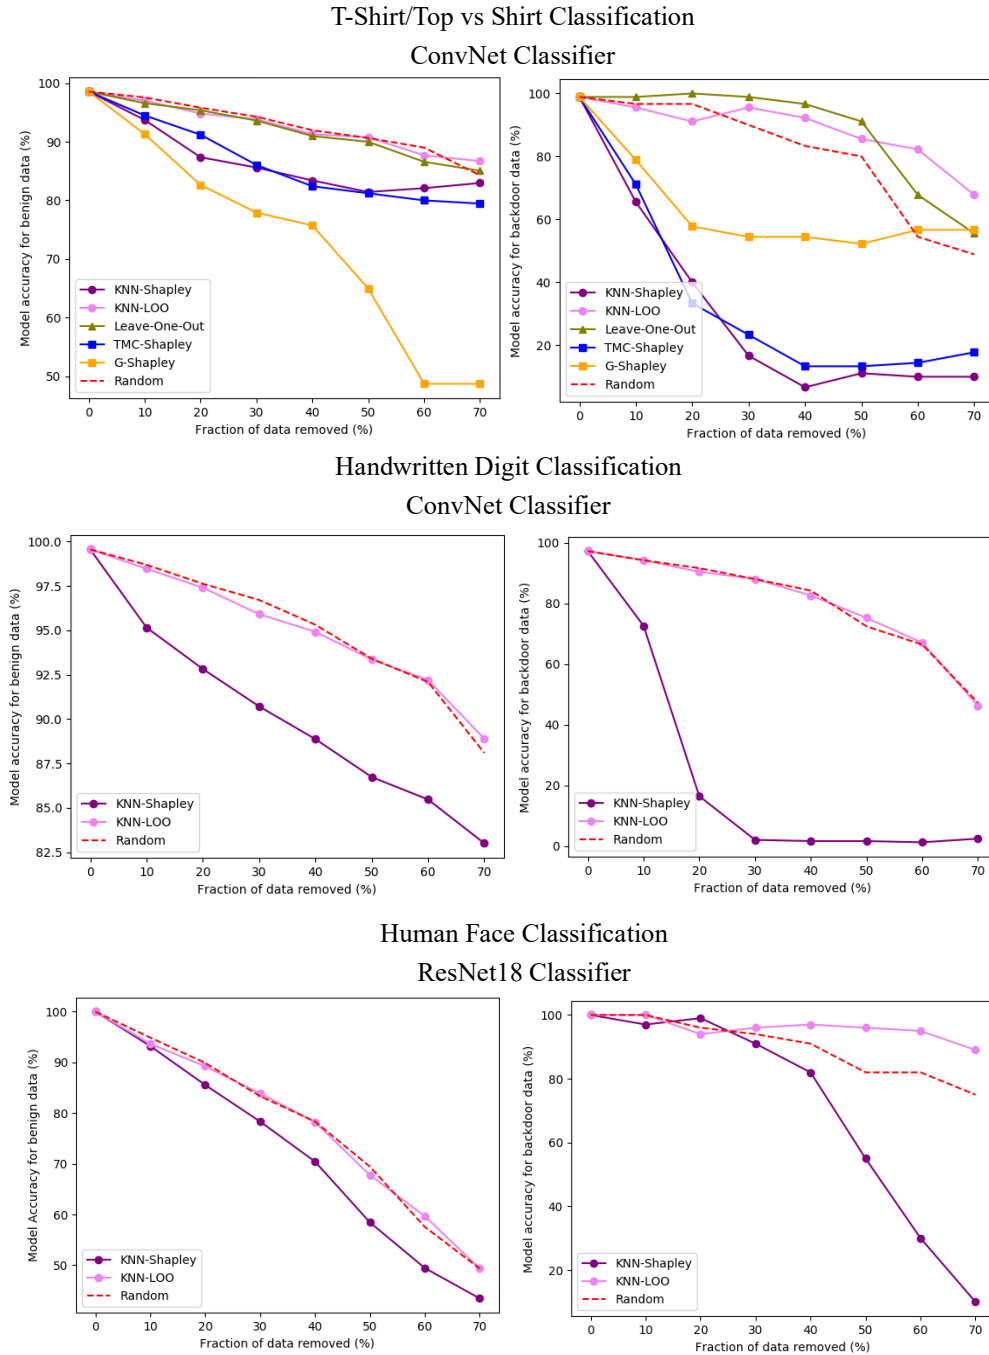 T-Shirt/Top vs Shirt Classification
ConvNet Classifier
Model accuracy for benign data (%)
100
90
80
70
60
50
KNN-Shapley
KNN-LOO
Leave-One-Out
TMC-Shapley
G-Shapley
Random
0 10 20 30 40 50 60 70
Fraction of data removed (%)
Model accuracy for backdoor data (%)
100
80
60
40
20
KNN-Shapley
KNN-LOO
Leave-One-Out
TMC-Shapley
G-Shapley
Random
0 10 20 30 40 50 60 70
Fraction of data removed (%)
Handwritten Digit Classification
ConvNet Classifier
Model accuracy for benign data (%)
100.0
97.5
95.0
92.5
90.0
87.5
85.0
82.5
KNN-Shapley
KNN-LOO
Random
0 10 20 30 40 50 60 70
Fraction of data removed (%)
Model accuracy for backdoor data (%)
100
80
60
40
20
0
KNN-Shapley
KNN-LOO
Random
0 10 20 30 40 50 60 70
Fraction of data removed (%)
Human Face Classification
ResNet18 Classifier
Model Accuracy for benign data (%)
100
90
80
70
60
50
KNN-Shapley
KNN-LOO
Random
0 10 20 30 40 50 60 70
Fraction of data removed (%)
Model accuracy for backdoor data (%)
100
80
60
40
20
KNN-Shapley
KNN-LOO
Random
0 10 20 30 40 50 60 70
Fraction of data removed (%)